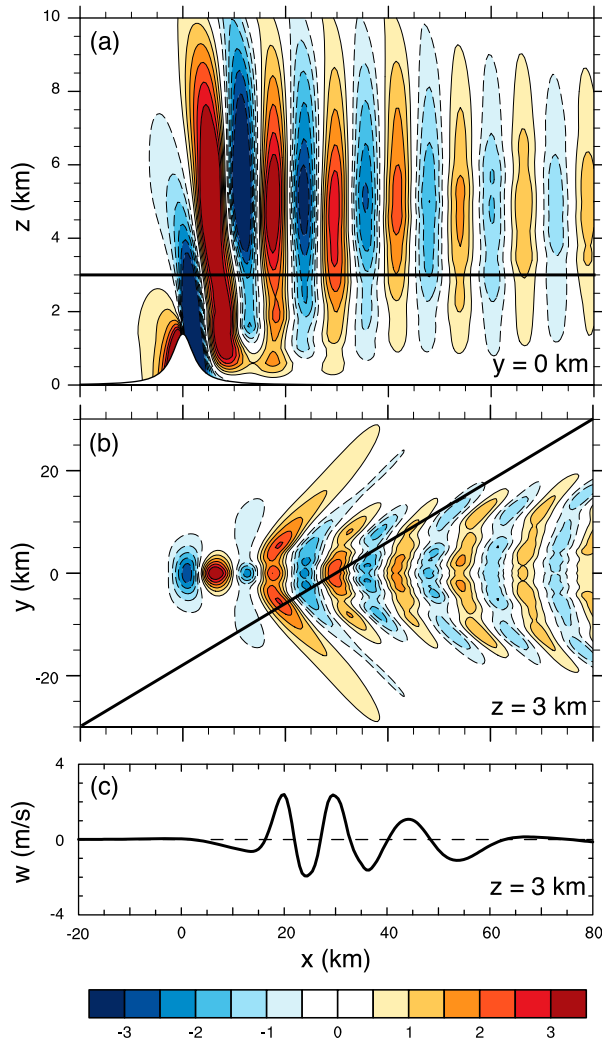 10
(a)
8
6
z (km)
4
2
0
y = 0 km
(b)
20
y (km)
0
-20
z = 3 km
4
(c)
w (m/s)
0
z = 3 km
-4
-20 0 20 40 60 80
x (km)
-3 -2 -1 0 1 2 3